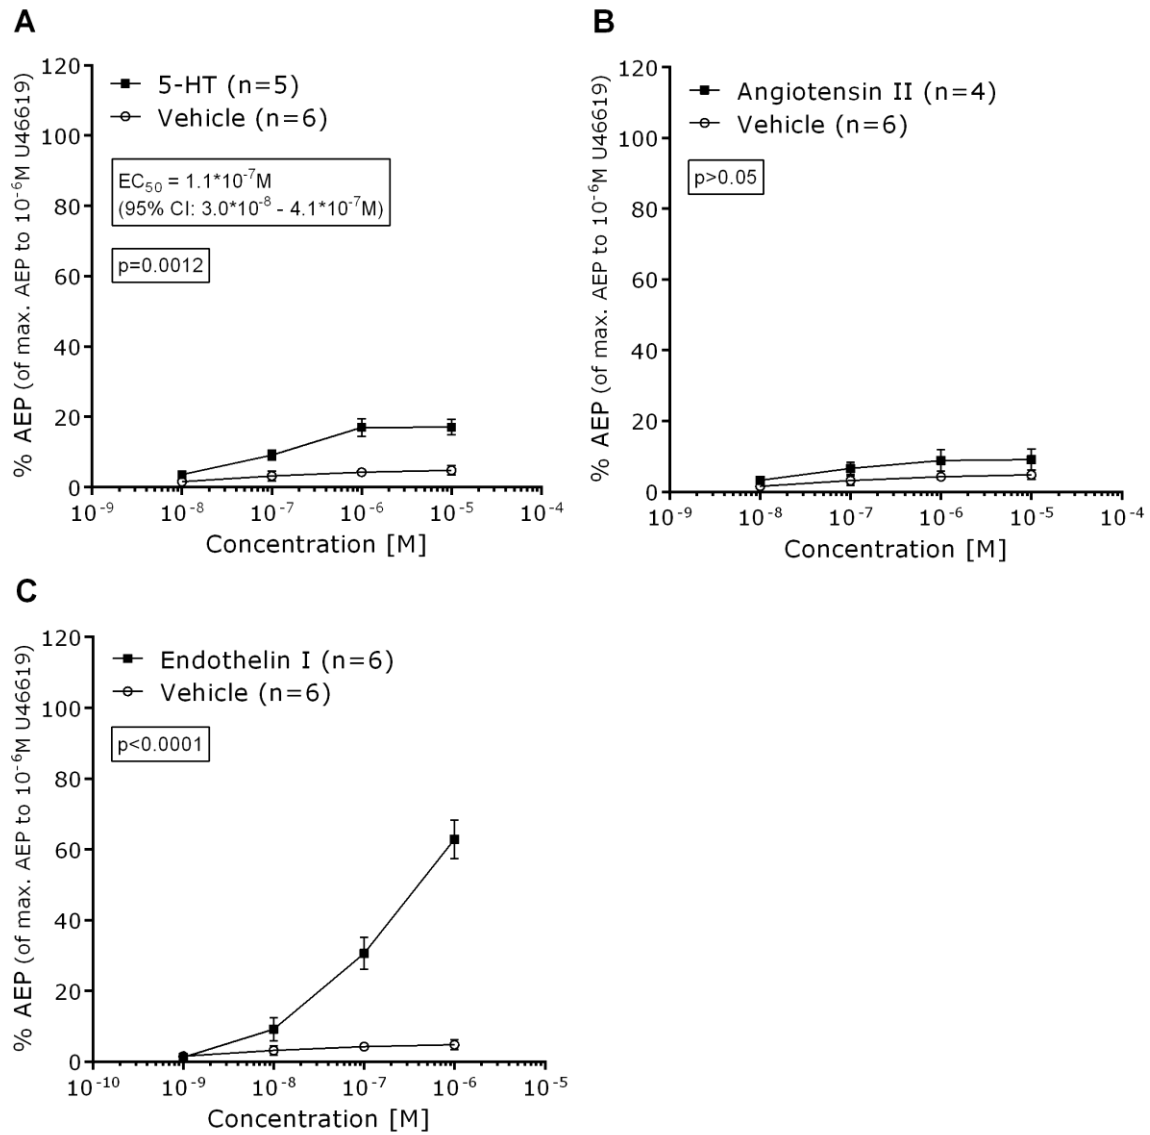 A
% AEP (of max. AEP to 10⁻⁶M U46619)
120
100
80
60
40
20
0
5-HT (n=5)
Vehicle (n=6)
EC₅₀ = 1.1*10⁻⁷M
(95% CI: 3.0*10⁻⁸ - 4.1*10⁻⁷M)
p=0.0012
10⁻⁹ 10⁻⁸ 10⁻⁷ 10⁻⁶ 10⁻⁵ 10⁻⁴
Concentration [M]
B
% AEP (of max. AEP to 10⁻⁶M U46619)
120
100
80
60
40
20
0
Angiotensin II (n=4)
Vehicle (n=6)
p>0.05
10⁻⁹ 10⁻⁸ 10⁻⁷ 10⁻⁶ 10⁻⁵ 10⁻⁴
Concentration [M]
C
% AEP (of max. AEP to 10⁻⁶M U46619)
120
100
80
60
40
20
0
Endothelin I (n=6)
Vehicle (n=6)
p<0.0001
10⁻¹⁰ 10⁻⁹ 10⁻⁸ 10⁻⁷ 10⁻⁶ 10⁻⁵
Concentration [M]